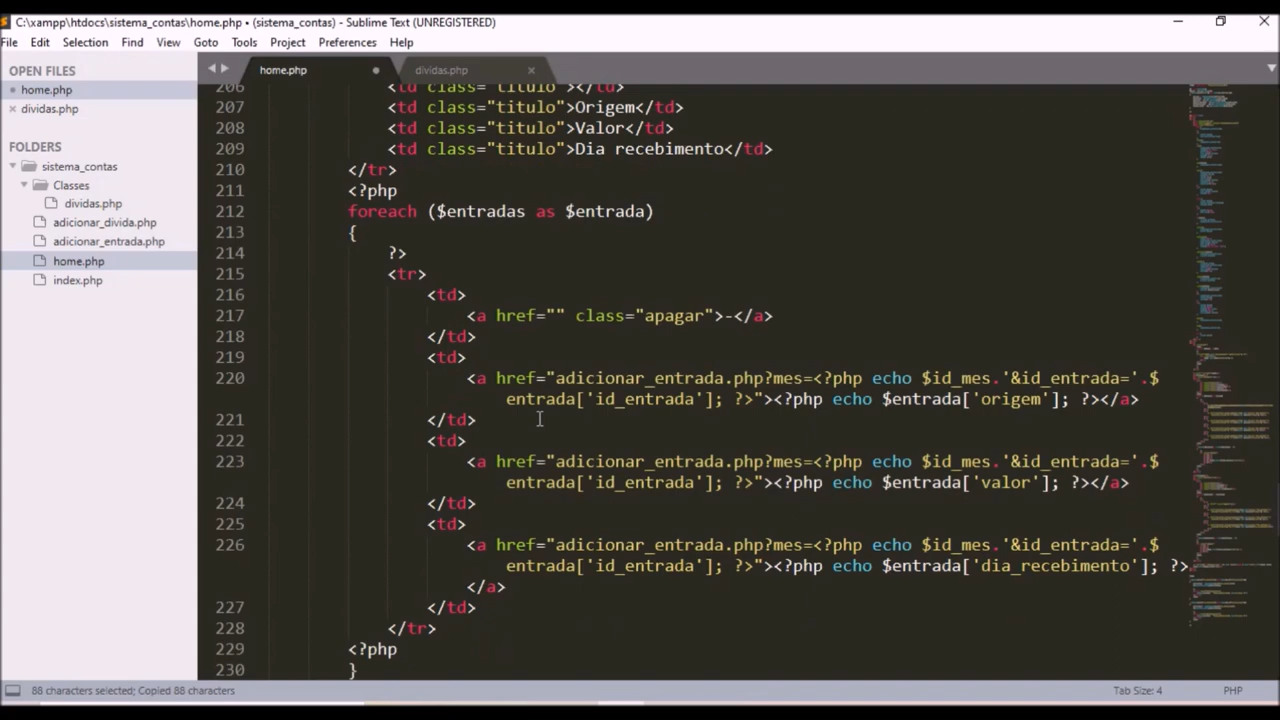 C:\xampp\htdocs\sistema_contas\home.php • (sistema_contas) - Sublime Text (UNREGISTERED)
File Edit Selection Find View Goto Tools Project Preferences Help
OPEN FILES
home.php
dividas.php
FOLDERS
sistema_contas
Classes
dividas.php
adicionar_divida.php
adicionar_entrada.php
home.php
index.php
home.php dividas.php
206 <td class="titulo"></td>
207 <td class="titulo">Origem</td>
208 <td class="titulo">Valor</td>
209 <td class="titulo">Dia recebimento</td>
210 </tr>
211 <?php
212 foreach ($entradas as $entrada)
213 {
214 ?>
215 <tr>
216 <td>
217 <a href="" class="apagar">-</a>
218 </td>
219 <td>
220 <a href="adicionar_entrada.php?mes=<?php echo $id_mes.'&id_entrada='.$
entrada['id_entrada']; ?>"><?php echo $entrada['origem']; ?></a>
221 </td>
222 <td>
223 <a href="adicionar_entrada.php?mes=<?php echo $id_mes.'&id_entrada='.$
entrada['id_entrada']; ?>"><?php echo $entrada['valor']; ?></a>
224 </td>
225 <td>
226 <a href="adicionar_entrada.php?mes=<?php echo $id_mes.'&id_entrada='.$
entrada['id_entrada']; ?>"><?php echo $entrada['dia_recebimento']; ?>
</a>
227 </td>
228 </tr>
229 <?php
230 }
88 characters selected; Copied 88 characters Tab Size: 4 PHP